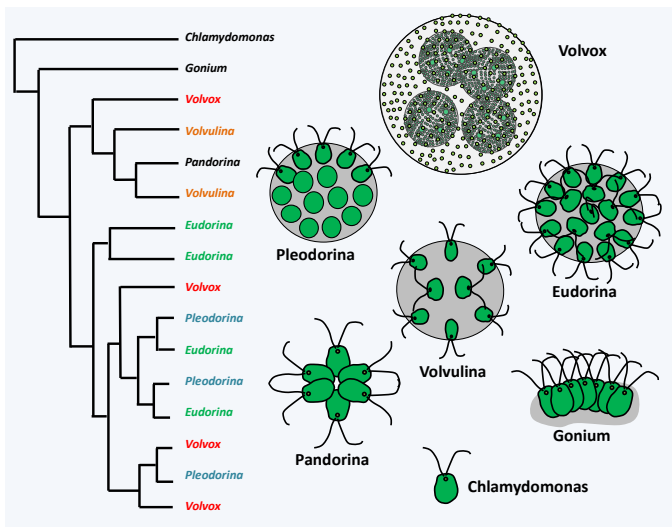 Chlamydomonas
Gonium
Volvox
Volvulina
Pandorina
Volvulina
Eudorina
Eudorina
Volvox
Pleodorina
Eudorina
Pleodorina
Eudorina
Volvox
Pleodorina
Volvox
Volvox
Pleodorina
Eudorina
Volvulina
Pandorina
Gonium
Chlamydomonas